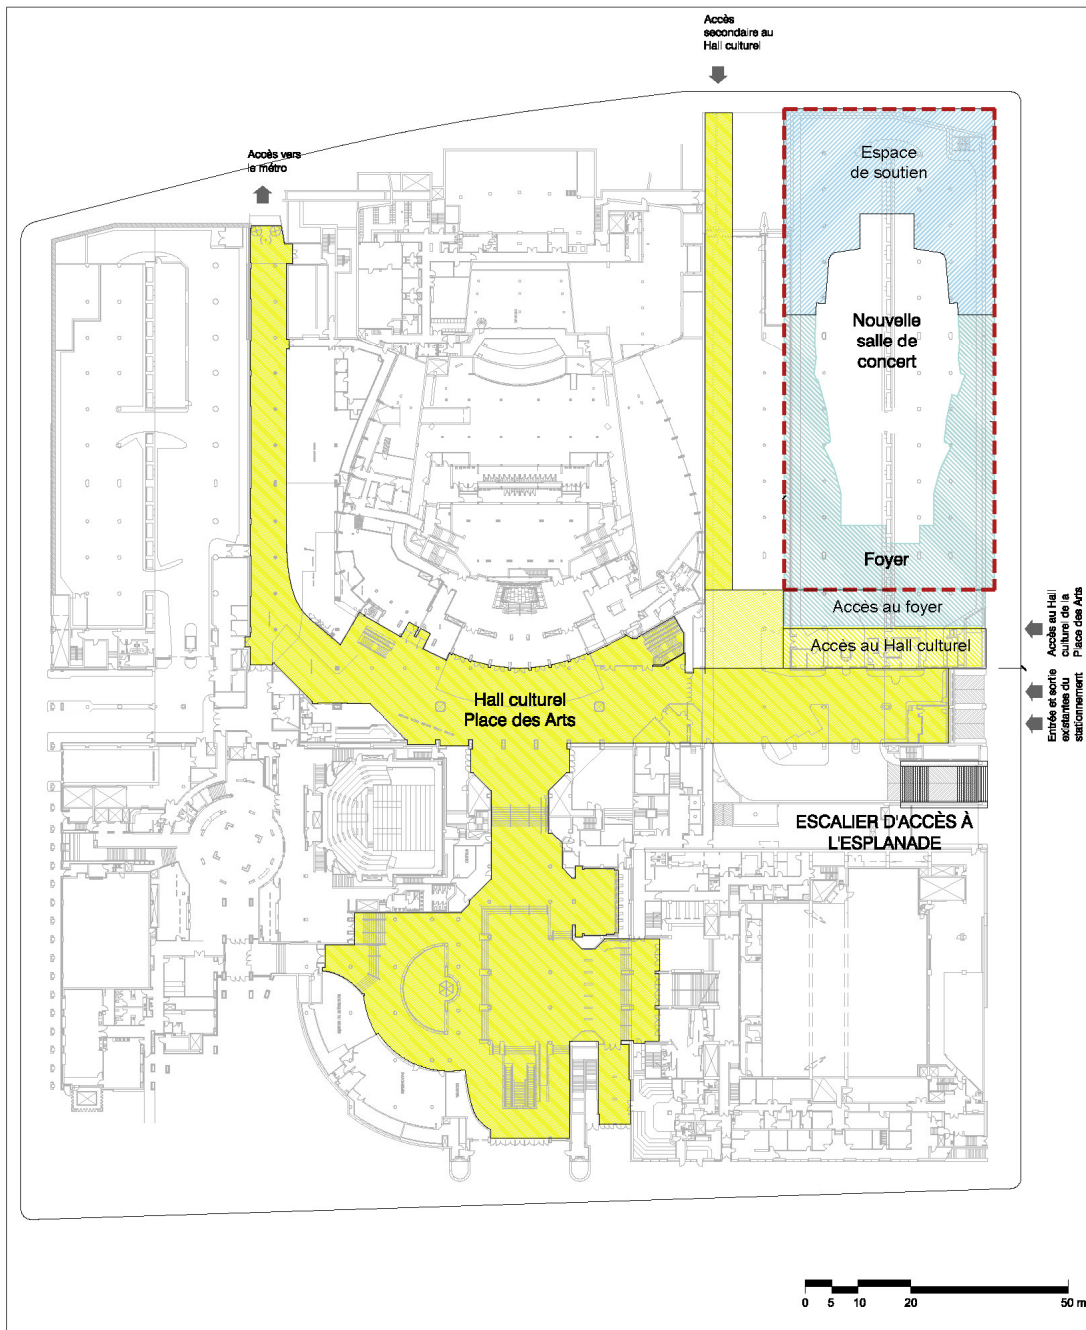 Accès
secondaire au
Hall culturel
Accès vers
le métro
Espace
de soutien
Nouvelle
salle de
concert
Foyer
Accès au foyer
Accès au Hall culturel
Accès au Hall
culturel de la
Place des Arts
Entrée et sortie
existantes du
stationnement
Hall culturel
Place des Arts
ESCALIER D'ACCÈS À
L'ESPLANADE
0 5 10 20 50 m